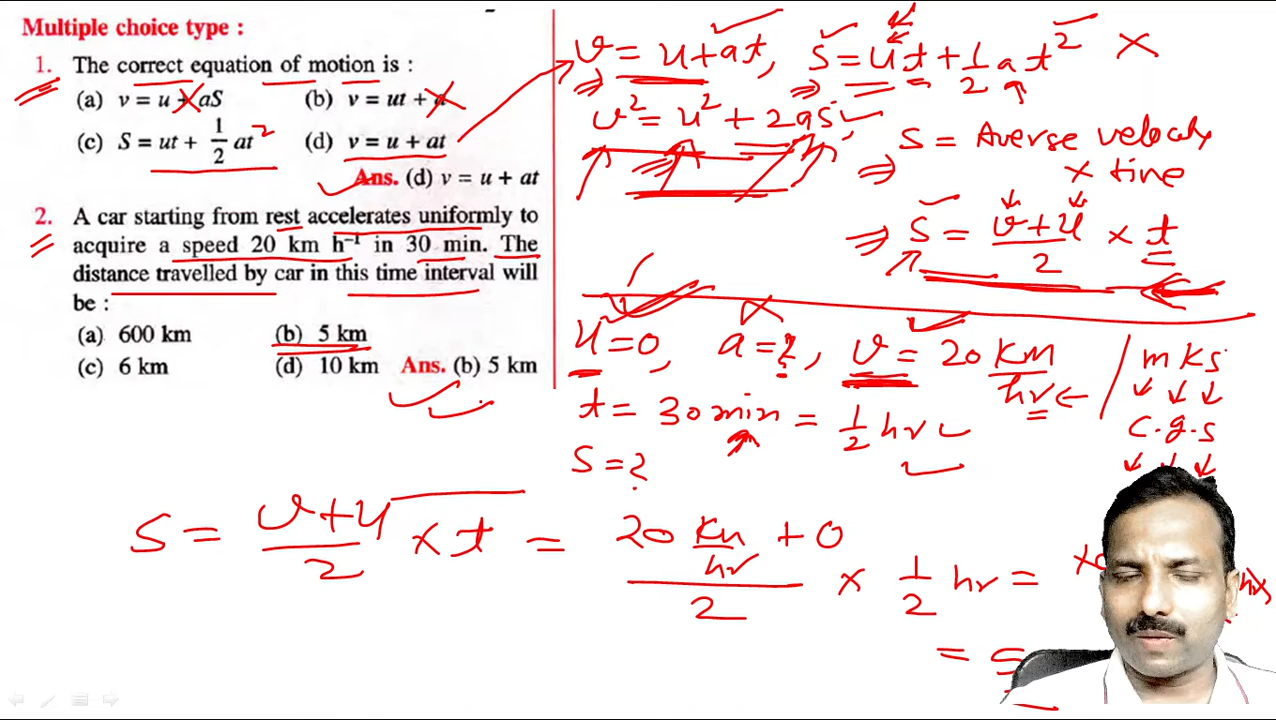 Multiple choice type :
1. The correct equation of motion is :
(a) v = u + aS (b) v = ut +
(c) S = ut + 1/2 at² (d) v = u + at
Ans. (d) v = u + at
2. A car starting from rest accelerates uniformly to
acquire a speed 20 km h⁻¹ in 30 min. The
distance travelled by car in this time interval will
be :
(a) 600 km (b) 5 km
(c) 6 km (d) 10 km Ans. (b) 5 km
v = u + at, S = ut + 1/2 at² ×
v² = u² + 2as
S = Averse velocity
× time
S = v+u/2 × t
u = 0, a = ?, v = 20 Km/hr
t = 30 min = 1/2 hr
S = ?
m k s
c.g.s
S = v+u/2 × t = 20 Km/hr + 0 / 2 × 1/2 hr =
= 5